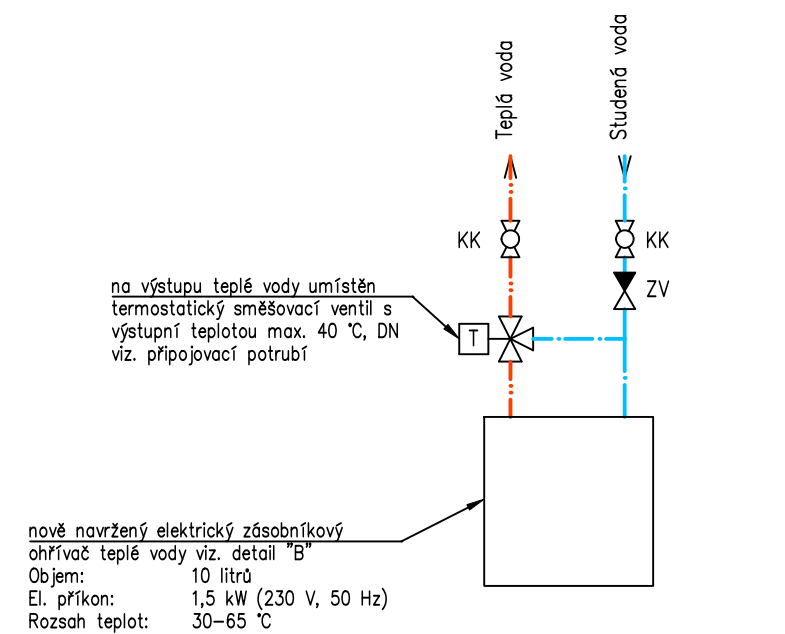 Teplá voda
Studená voda
KK
KK
ZV
na výstupu teplé vody umístěn
termostatický směšovací ventil s
výstupní teplotou max. 40 °C, DN
viz. připojovací potrubí
T
nově navržený elektrický zásobníkový
ohřívač teplé vody viz. detail "B"
Objem: 10 litrů
El. příkon: 1,5 kW (230 V, 50 Hz)
Rozsah teplot: 30-65 °C